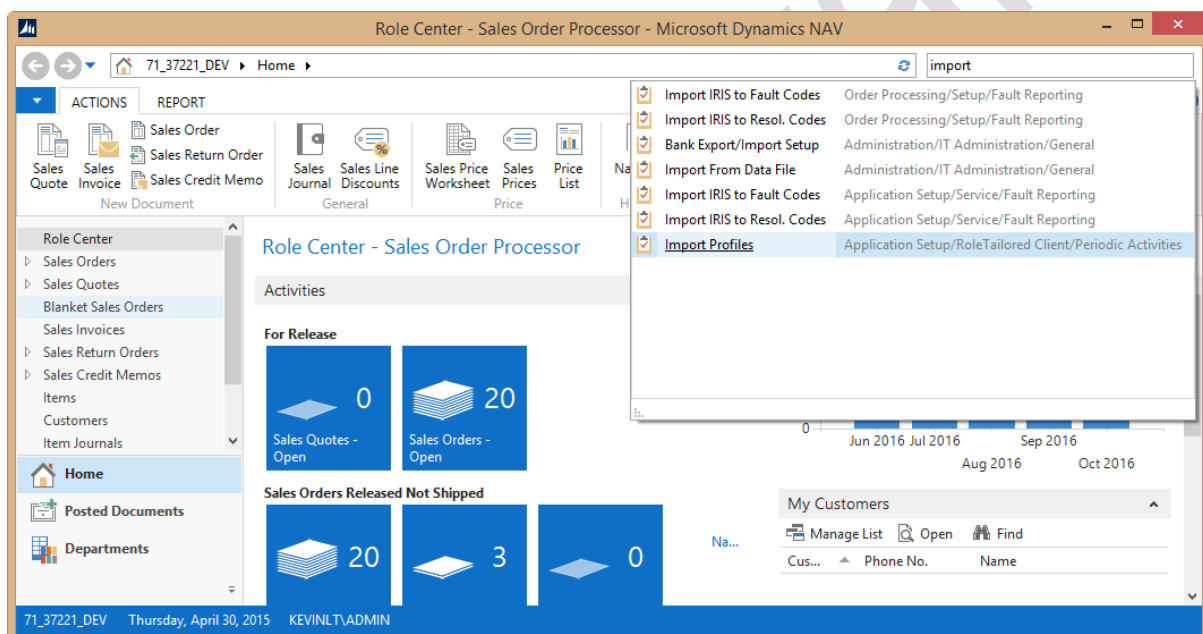 Role Center - Sales Order Processor - Microsoft Dynamics NAV
71_37221_DEV Home
import
ACTIONS REPORT
Sales Quote
Sales Invoice
Sales Order
Sales Return Order
Sales Credit Memo
New Document
Sales Journal
Sales Line Discounts
General
Sales Price Worksheet
Sales Prices
Price List
Price
Na
H
Import IRIS to Fault Codes Order Processing/Setup/Fault Reporting
Import IRIS to Resol. Codes Order Processing/Setup/Fault Reporting
Bank Export/Import Setup Administration/IT Administration/General
Import From Data File Administration/IT Administration/General
Import IRIS to Fault Codes Application Setup/Service/Fault Reporting
Import IRIS to Resol. Codes Application Setup/Service/Fault Reporting
Import Profiles Application Setup/RoleTailored Client/Periodic Activities
Role Center
Sales Orders
Sales Quotes
Blanket Sales Orders
Sales Invoices
Sales Return Orders
Sales Credit Memos
Items
Customers
Item Journals
Home
Posted Documents
Departments
Role Center - Sales Order Processor
Activities
For Release
0
Sales Quotes -
Open
20
Sales Orders -
Open
Sales Orders Released Not Shipped
20
3
0
Na...
0
Jun 2016 Jul 2016 Sep 2016
Aug 2016 Oct 2016
My Customers
Manage List Open Find
Cus... Phone No. Name
71_37221_DEV Thursday, April 30, 2015 KEVINLT\ADMIN